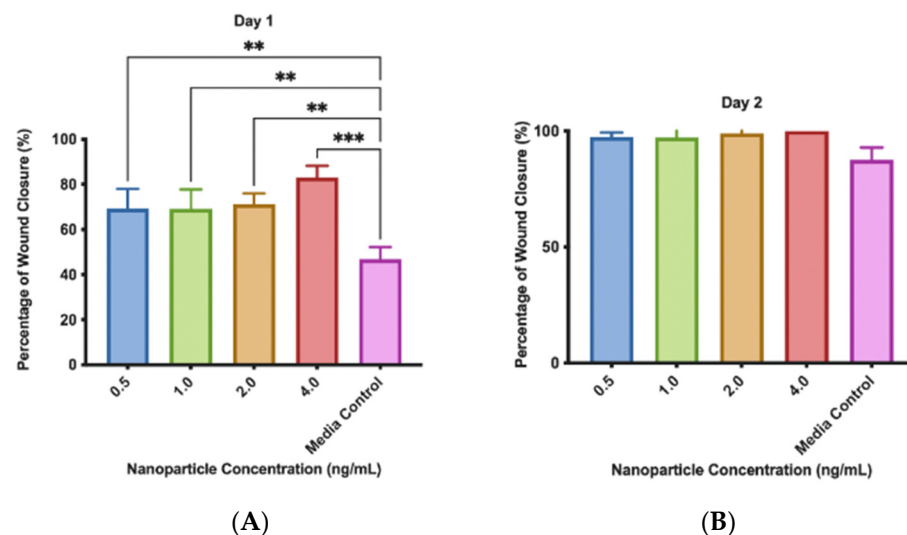 Day 1
**
**
**
***
Percentage of Wound Closure (%)
100
80
60
40
20
0
0.5
1.0
2.0
4.0
Media Control
Nanoparticle Concentration (ng/mL)
(A)
Day 2
Percentage of Wound Closure (%)
100
50
0
0.5
1.0
2.0
4.0
Media Control
Nanoparticle Concentration (ng/mL)
(B)